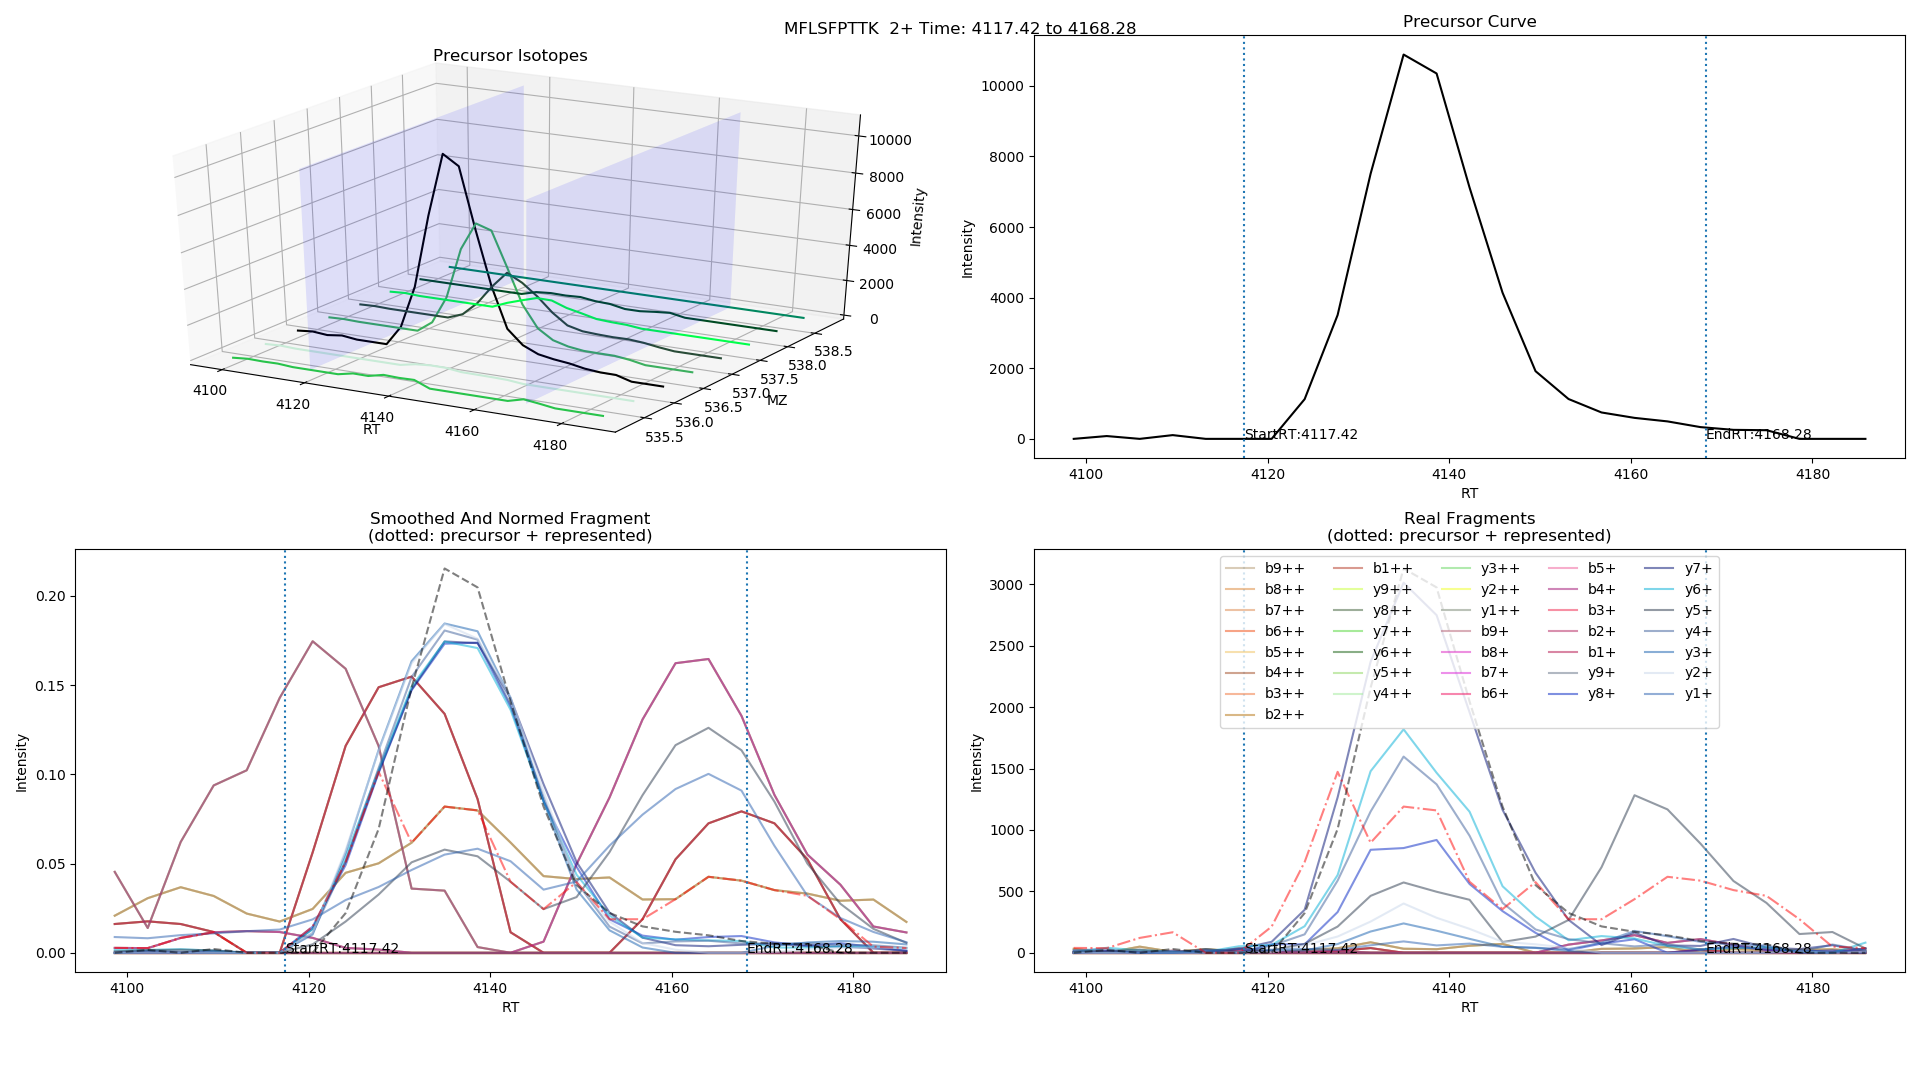 MFLSFPTTK  2+ Time: 4117.42 to 4168.28
Precursor Isotopes
10000
8000
6000
4000
2000
0
Intensity
538.5
538.0
537.5
537.0
536.5
536.0
535.5
MZ
4100
4120
4140
4160
4180
RT
Precursor Curve
10000
8000
6000
4000
2000
0
Intensity
StartRT:4117.42
EndRT:4168.28
4100 4120 4140 4160 4180
RT
Smoothed And Normed Fragment
(dotted: precursor + represented)
0.20
0.15
0.10
0.05
0.00
Intensity
StartRT:4117.42
EndRT:4168.28
4100 4120 4140 4160 4180
RT
Real Fragments
(dotted: precursor + represented)
3000
2500
2000
1500
1000
500
0
Intensity
b9++ b1++ y3++ b5+ y7+
b8++ y9++ y2++ b4+ y6+
b7++ y8++ y1++ b3+ y5+
b6++ y7++ b9+ b2+ y4+
b5++ y6++ b8+ b1+ y3+
b4++ y5++ b7+ y9+ y2+
b3++ y4++ b6+ y8+ y1+
b2++
StartRT:4117.42
EndRT:4168.28
4100 4120 4140 4160 4180
RT